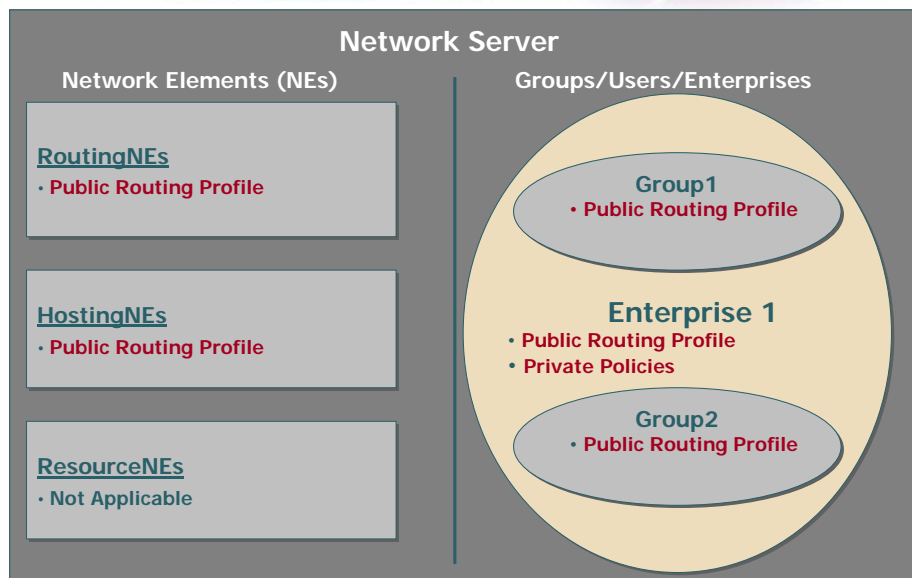 Network Server
Network Elements (NEs)
RoutingNEs
• Public Routing Profile
HostingNEs
• Public Routing Profile
ResourceNEs
• Not Applicable
Groups/Users/Enterprises
Group1
• Public Routing Profile
Enterprise 1
• Public Routing Profile
• Private Policies
Group2
• Public Routing Profile